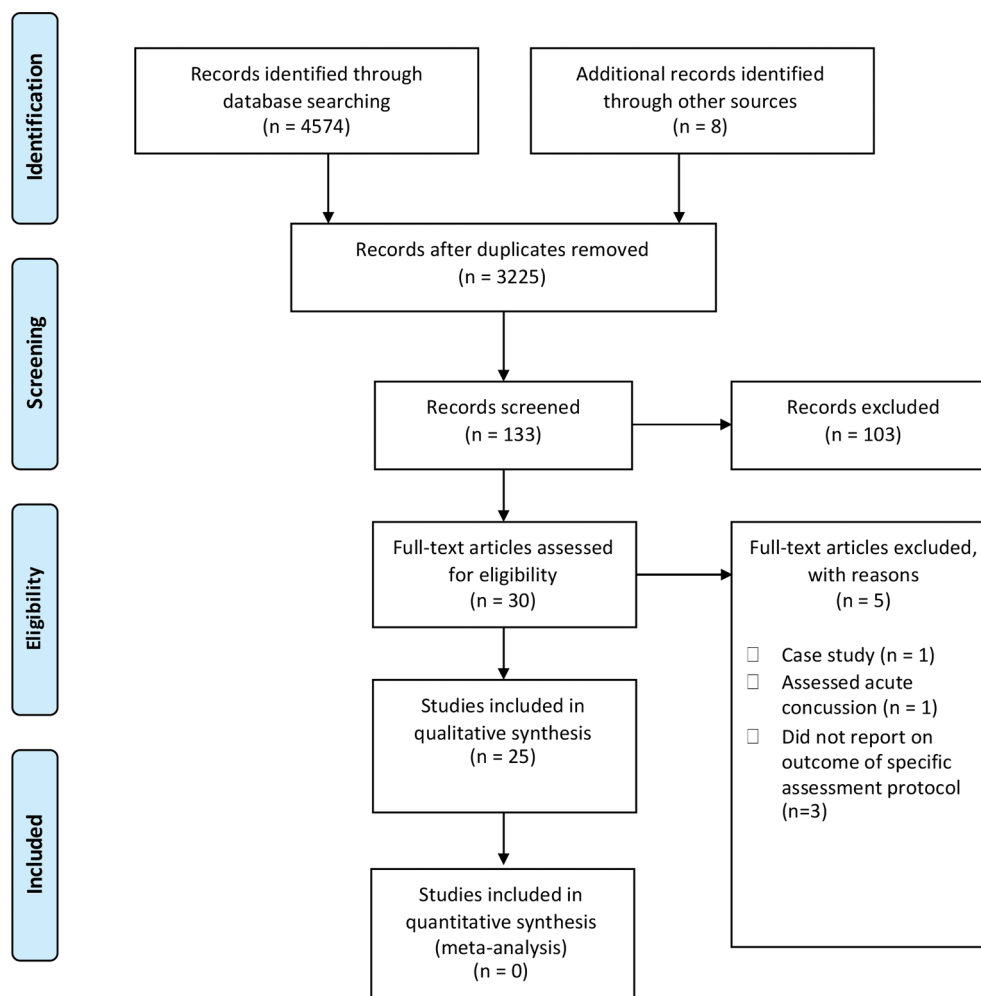 Identification
Records identified through
database searching
(n = 4574)
Additional records identified
through other sources
(n = 8)
Records after duplicates removed
(n = 3225)
Screening
Records screened
(n = 133)
Records excluded
(n = 103)
Eligibility
Full-text articles assessed
for eligibility
(n = 30)
Full-text articles excluded,
with reasons
(n = 5)
Case study (n = 1)
Assessed acute
concussion (n = 1)
Did not report on
outcome of specific
assessment protocol
(n=3)
Studies included in
qualitative synthesis
(n = 25)
Included
Studies included in
quantitative synthesis
(meta-analysis)
(n = 0)